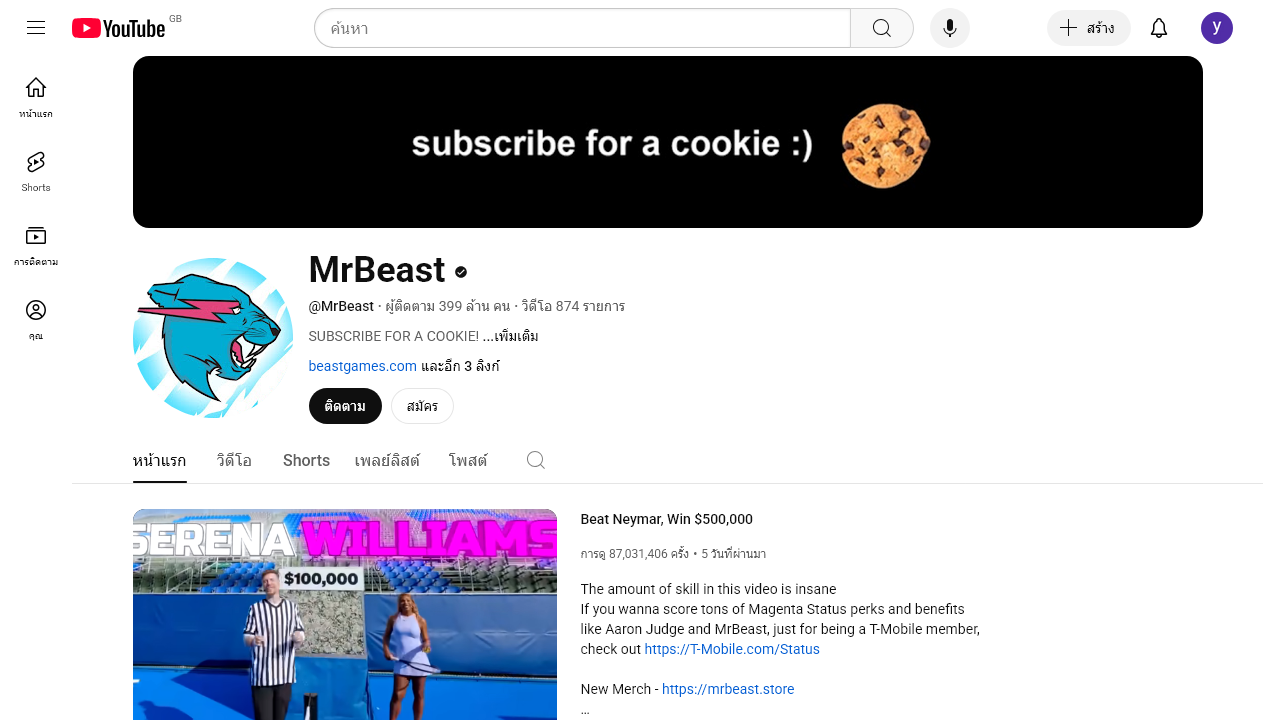 YouTube GB
ค้นหา
สร้าง
y
หน้าแรก
Shorts
การติดตาม
คุณ
subscribe for a cookie :)
MrBeast
@MrBeast • ผู้ติดตาม 399 ล้าน คน • วิดีโอ 874 รายการ
SUBSCRIBE FOR A COOKIE! ...เพิ่มเติม
beastgames.com และอีก 3 ลิงก์
ติดตาม
สมัคร
หน้าแรก
วิดีโอ
Shorts
เพลย์ลิสต์
โพสต์
SERENA WILLIAMS
$100,000
Beat Neymar, Win $500,000
การดู 87,031,406 ครั้ง • 5 วันที่ผ่านมา
The amount of skill in this video is insane
If you wanna score tons of Magenta Status perks and benefits
like Aaron Judge and MrBeast, just for being a T-Mobile member,
check out https://T-Mobile.com/Status
New Merch - https://mrbeast.store
...